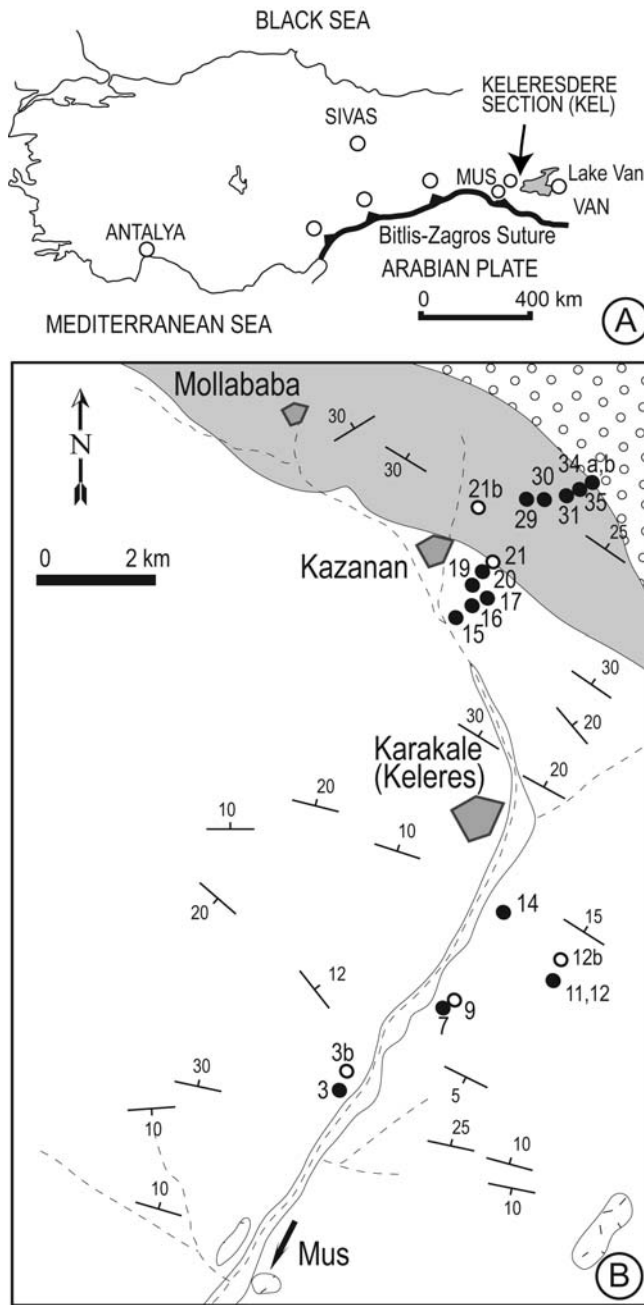 BLACK SEA
KELERESDERE
SECTION (KEL)
SIVAS
MUS
Lake Van
VAN
ANTALYA
Bitlis-Zagros Suture
ARABIAN PLATE
0 400 km
MEDITERRANEAN SEA
A
Mollababa
30
30
34 a,b
30
21b
29
31
35
25
N
0 2 km
Kazanan
21
19
20
17
16
15
30
30
20
Karakale
(Keleres)
20
20
10
10
20
14
15
12b
12
11,12
9
7
3b
3
30
5
10
25
10
10
10
Mus
B